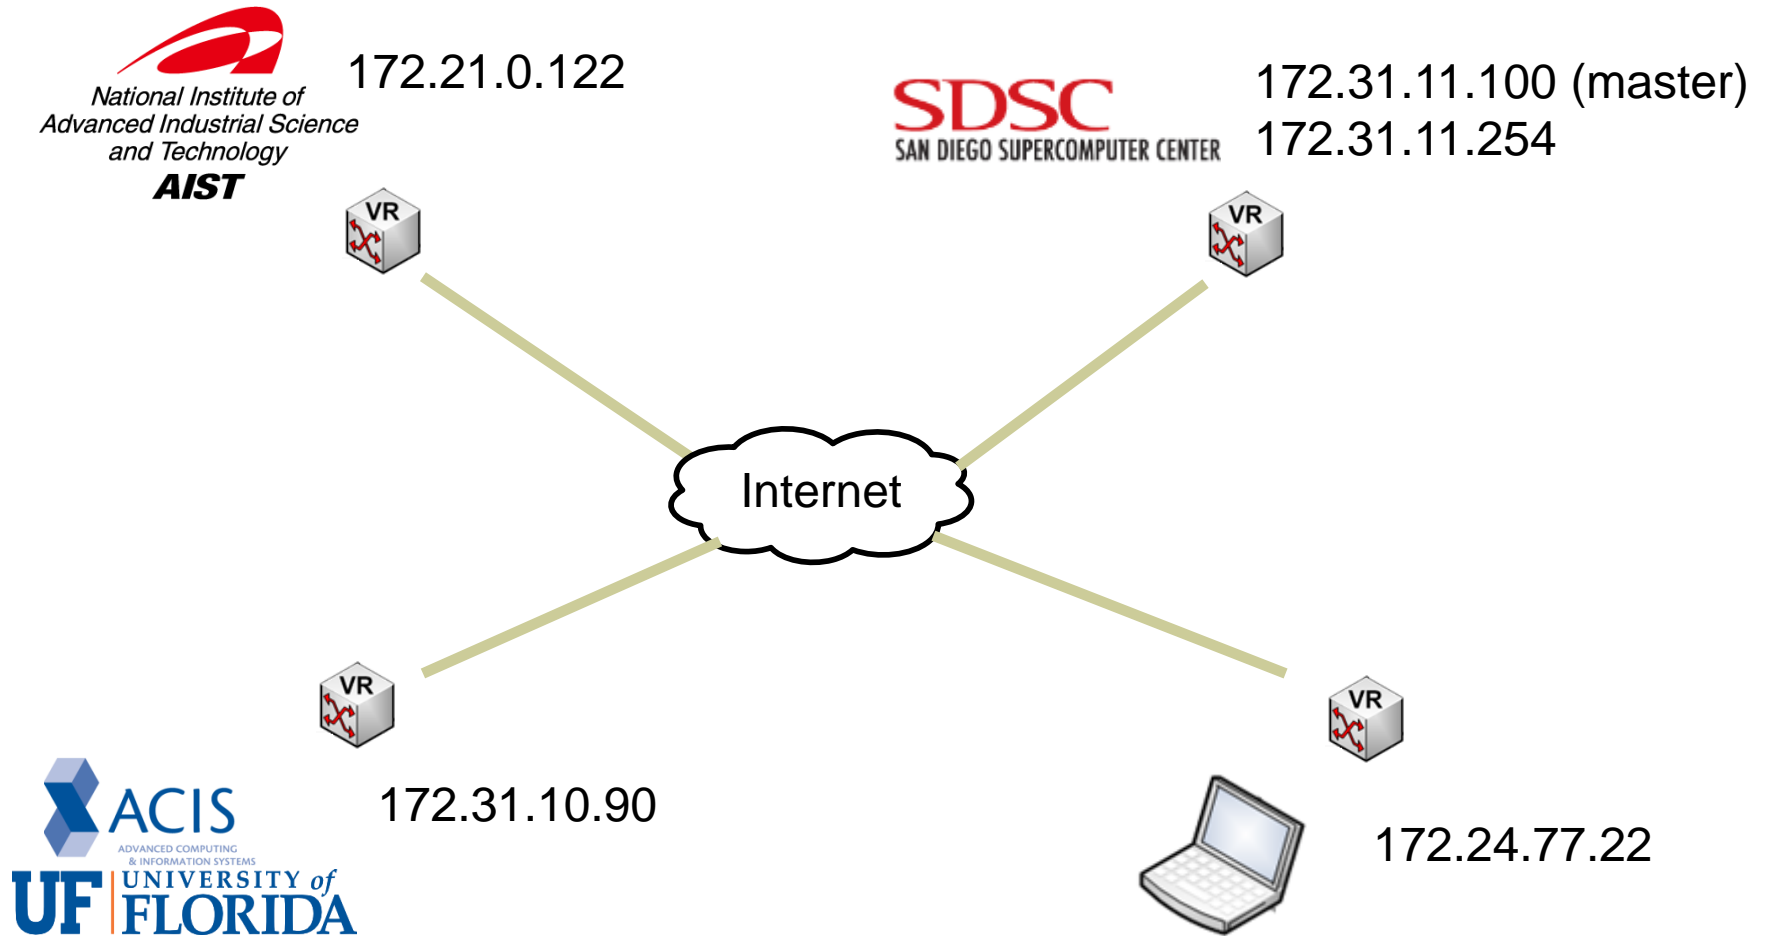 National Institute of
Advanced Industrial Science
and Technology
AIST
172.21.0.122
SDSC
SAN DIEGO SUPERCOMPUTER CENTER
172.31.11.100 (master)
172.31.11.254
VR
VR
Internet
VR
VR
172.31.10.90
ACIS
ADVANCED COMPUTING
& INFORMATION SYSTEMS
UF UNIVERSITY of
FLORIDA
172.24.77.22